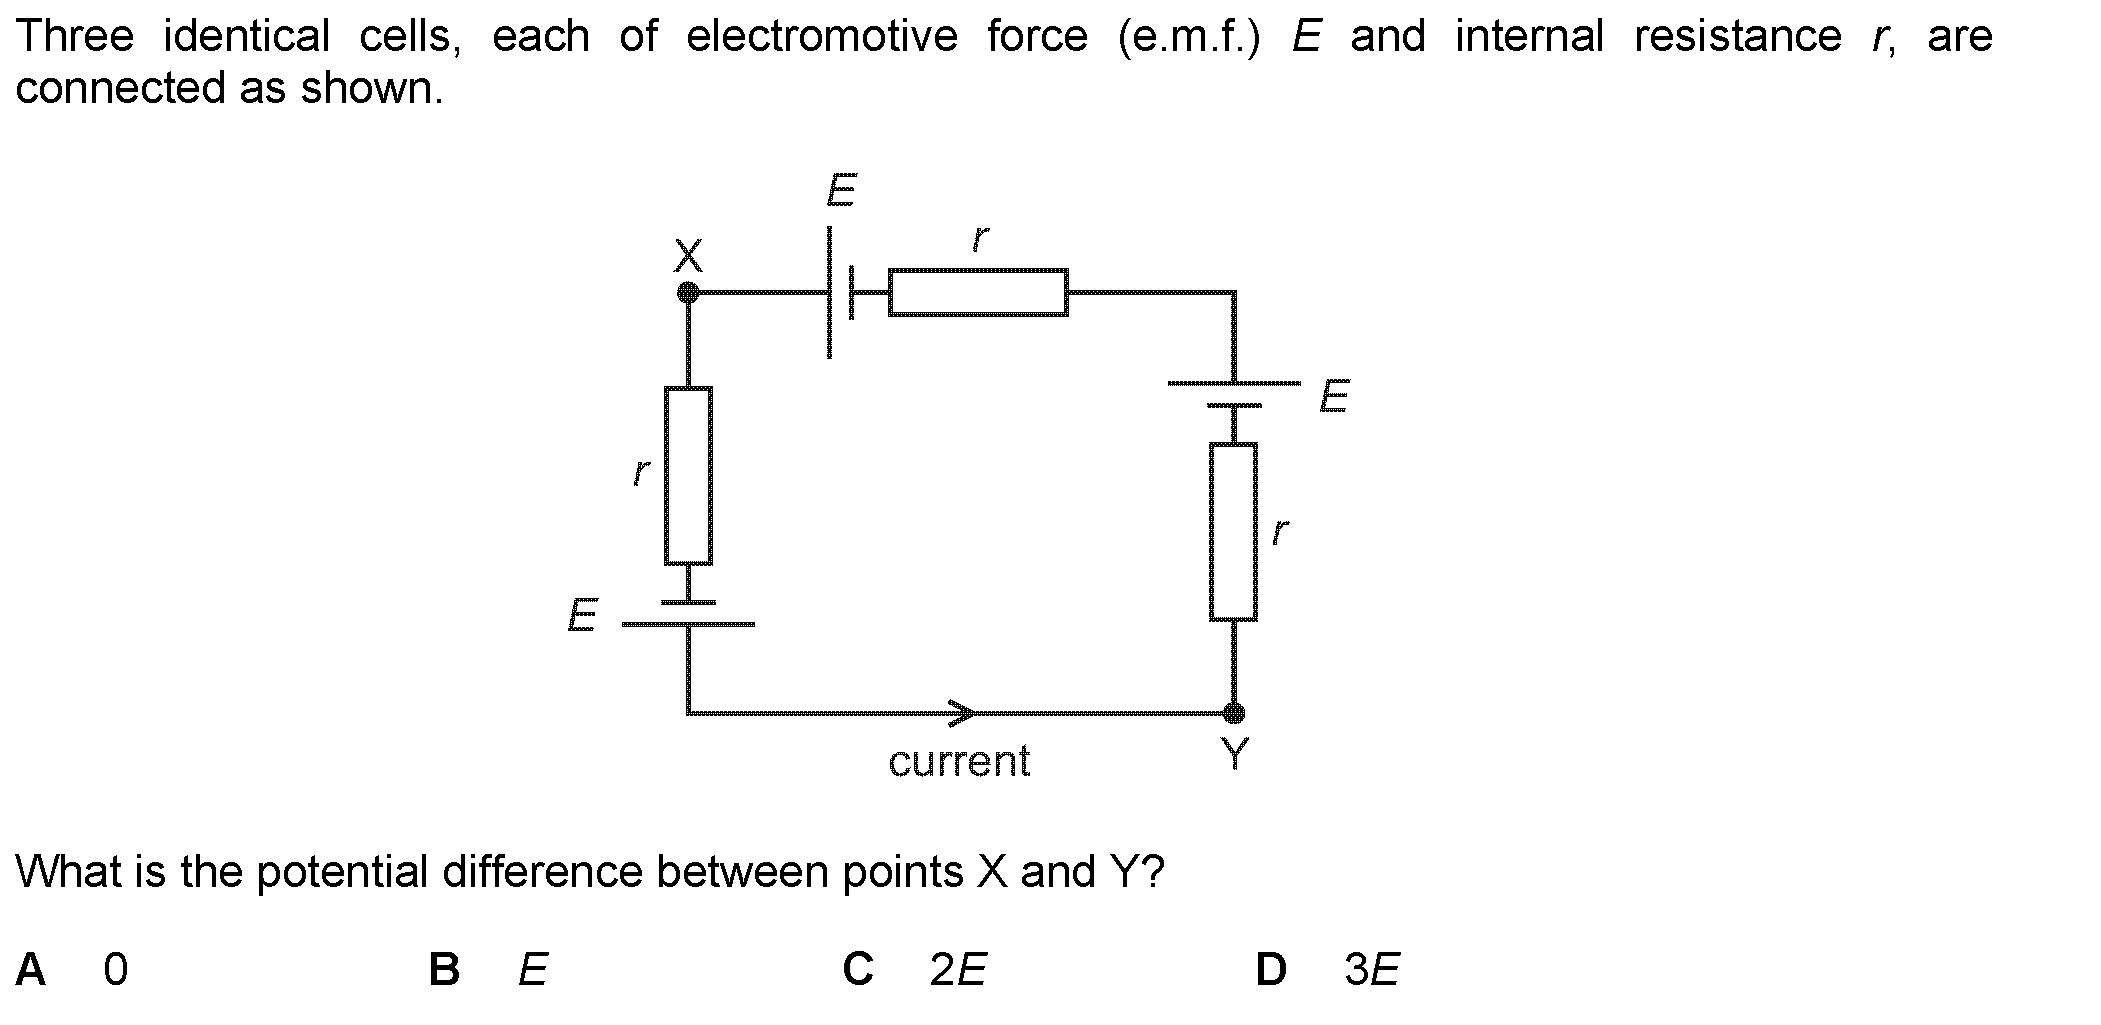 Three identical cells, each of electromotive force (e.m.f.) E and internal resistance r, are
connected as shown.
E
r
X
E
r
r
E
current
Y
What is the potential difference between points X and Y?
A 0 B E C 2E D 3E